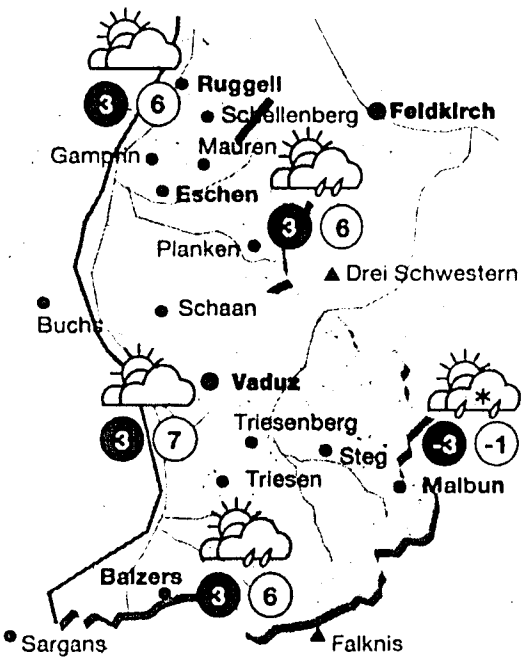 Ruggell
3 6
Schellenberg
Feldkirch
Mauren
Gamprin
Eschen
3 6
Planken
Drei Schwestern
Schaan
Buchs
Vaduz
3 7
Triesenberg
-3 -1
Steg
Triesen
Malbun
Balzers
3 6
Sargans
Falknis